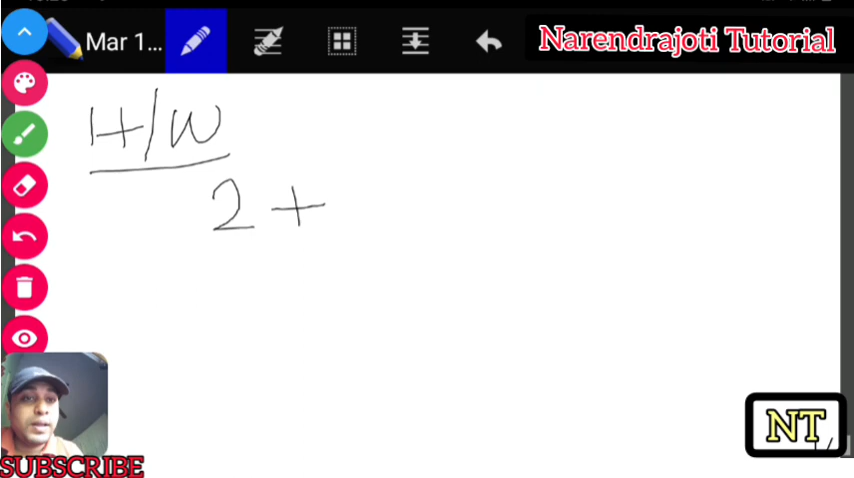 Mar 1...
Narendrajoti Tutorial
H/W
2 +
NT
SUBSCRIBE